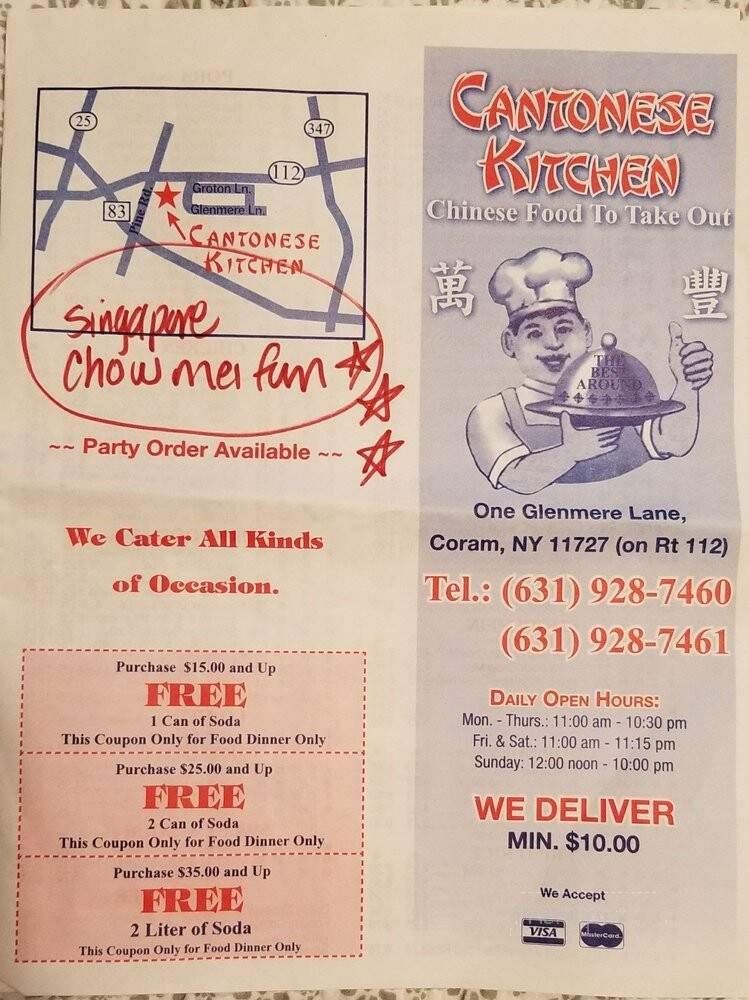 25
347
112
Groton Ln.
83
Pine Rd.
Glenmere Ln.
CANTONESE
KITCHEN
Singapore
Chow mei fun
~~ Party Order Available ~~
We Cater All Kinds
of Occasion.
Purchase $15.00 and Up
FREE
1 Can of Soda
This Coupon Only for Food Dinner Only
Purchase $25.00 and Up
FREE
2 Can of Soda
This Coupon Only for Food Dinner Only
Purchase $35.00 and Up
FREE
2 Liter of Soda
This Coupon Only for Food Dinner Only
CANTONESE
KITCHEN
Chinese Food To Take Out
萬 豐
THE
BEST
AROUND
One Glenmere Lane,
Coram, NY 11727 (on Rt 112)
Tel.: (631) 928-7460
(631) 928-7461
DAILY OPEN HOURS:
Mon. - Thurs.: 11:00 am - 10:30 pm
Fri. & Sat.: 11:00 am - 11:15 pm
Sunday: 12:00 noon - 10:00 pm
WE DELIVER
MIN. $10.00
We Accept
VISA
MasterCard